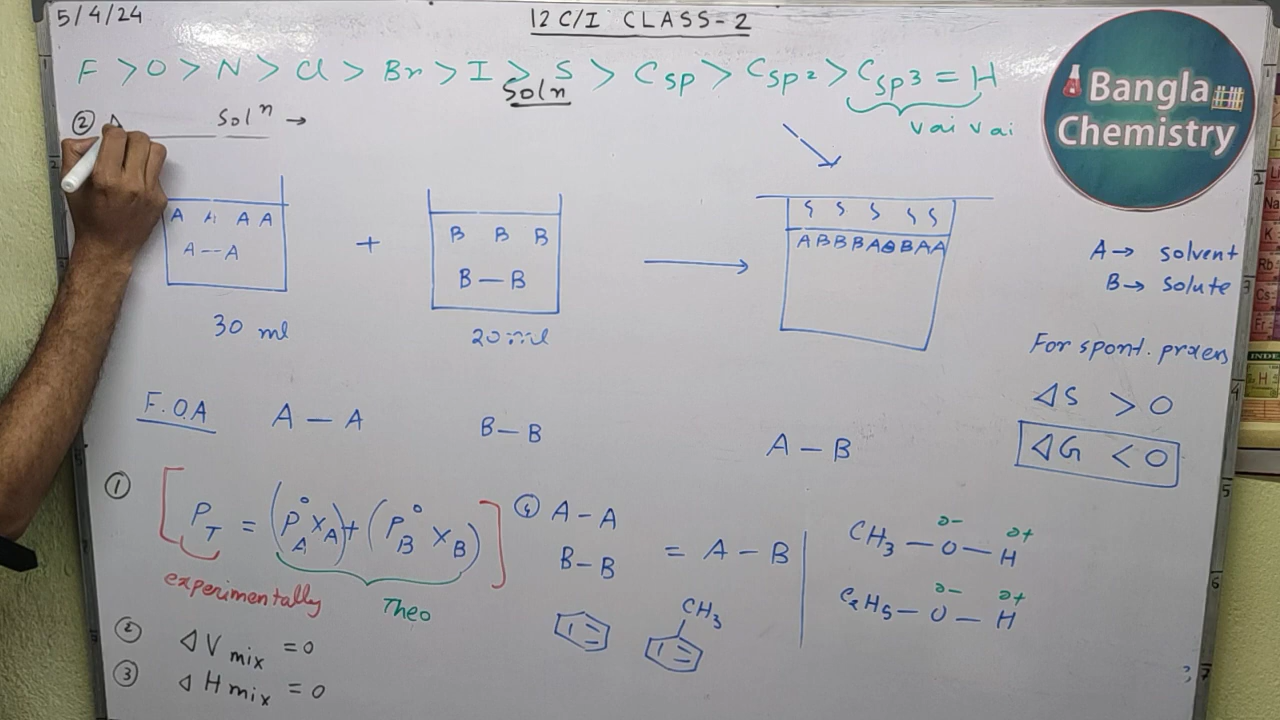 5/4/24
12 C/I CLASS-2
F > O > N > Cl > Br > I > S > Csp > Csp² > Csp3 = H
Soln
vai vai
Bangla
Chemistry
② Solⁿ →
A A A A
A--A
+
B B B
B — B
S S S S S
A → solvent
B → solute
30 ml
20 ml
For spont. process
ΔS > 0
ΔG < 0
F.O.A A — A B — B A — B
① [P_T = (P°_A X_A) + (P°_B X_B)]
experimentally Theo
② ΔV mix = 0
③ ΔH mix = 0
④ A - A
B - B = A - B
CH₃
CH₃ — O — H
δ- δ+
C₂H₅ — O — H
δ- δ+